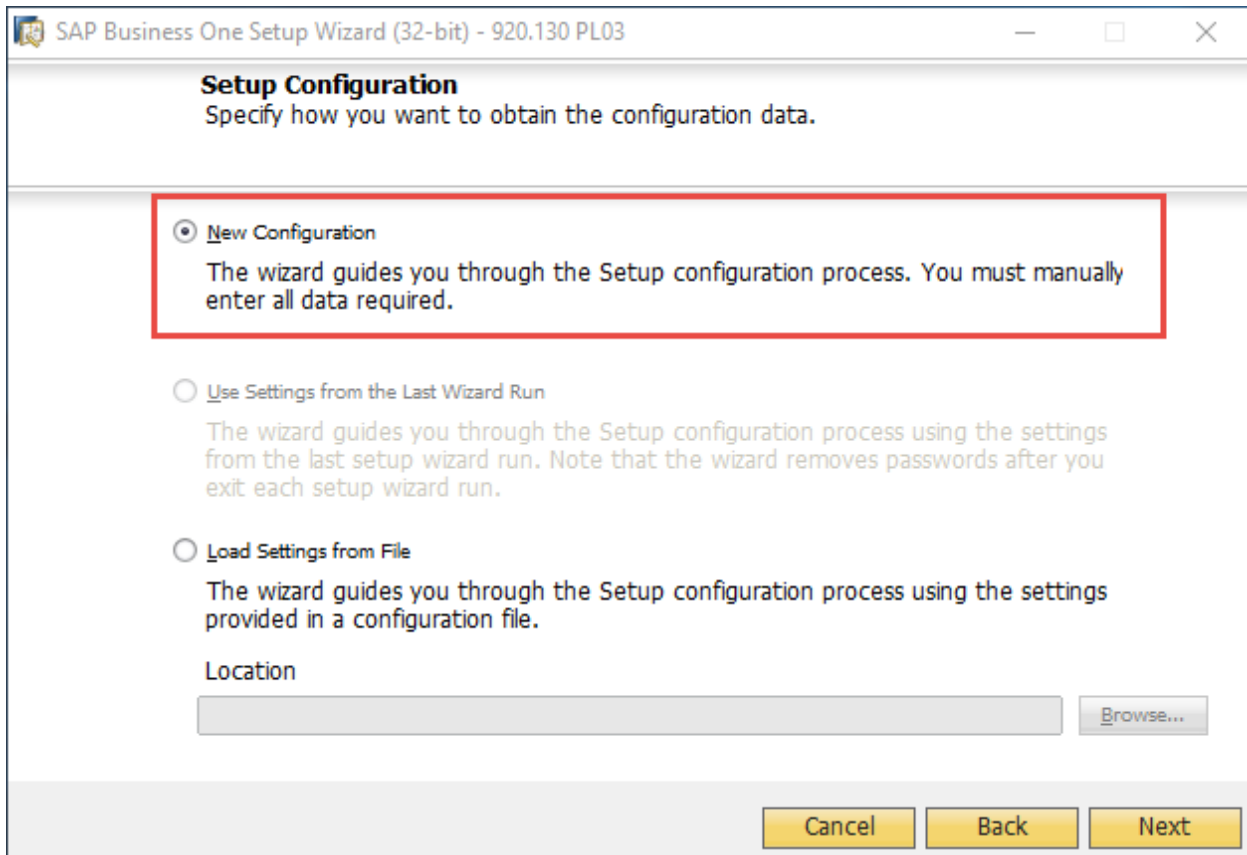 SAP Business One Setup Wizard (32-bit) - 920.130 PL03
Setup Configuration
Specify how you want to obtain the configuration data.
New Configuration
The wizard guides you through the Setup configuration process. You must manually
enter all data required.
Use Settings from the Last Wizard Run
The wizard guides you through the Setup configuration process using the settings
from the last setup wizard run. Note that the wizard removes passwords after you
exit each setup wizard run.
Load Settings from File
The wizard guides you through the Setup configuration process using the settings
provided in a configuration file.
Location
Browse...
Cancel Back Next